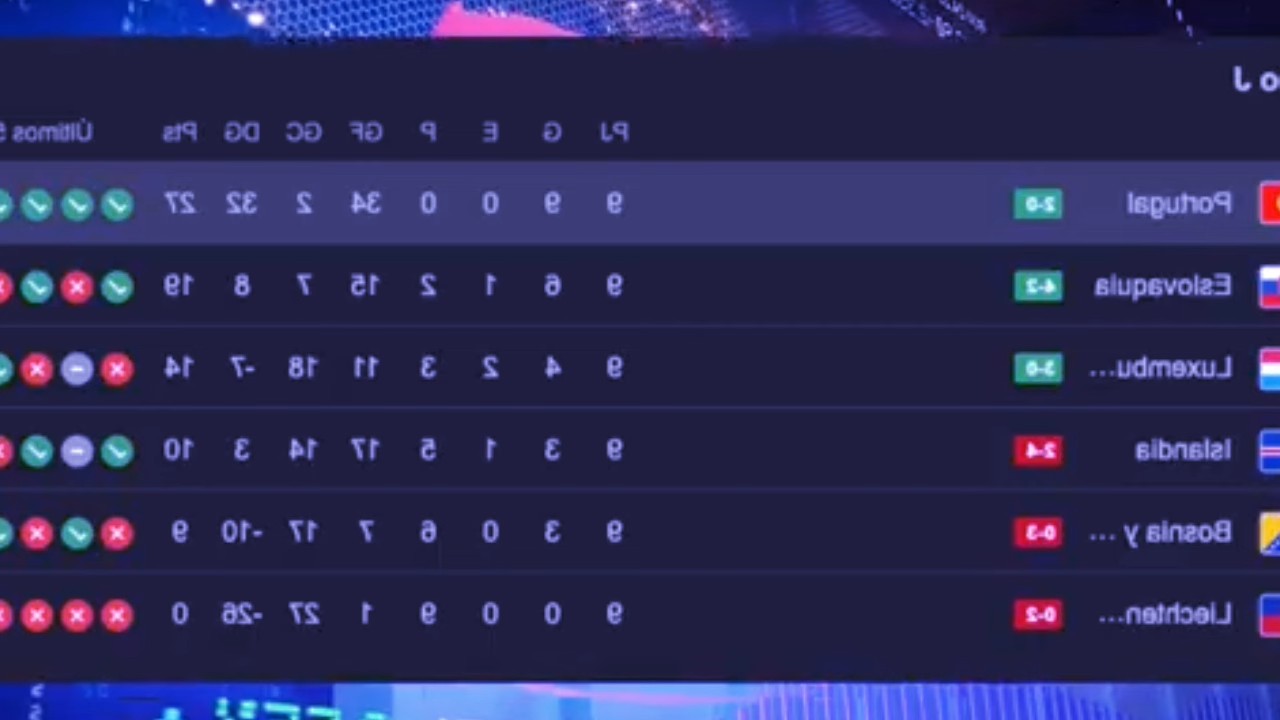 o J
PJ G E P GF GC DG Pts Últimos 5
Portugal 2-0 9 9 0 0 34 2 32 27
Eslovaquia 4-2 9 6 1 2 15 7 8 19
Luxembu... 3-0 9 4 2 3 11 18 -7 14
Islandia 2-4 9 3 1 5 17 14 3 10
Bosnia y ... 0-3 9 3 0 6 7 17 -10 9
Liechten... 0-2 9 0 0 9 1 27 -26 0